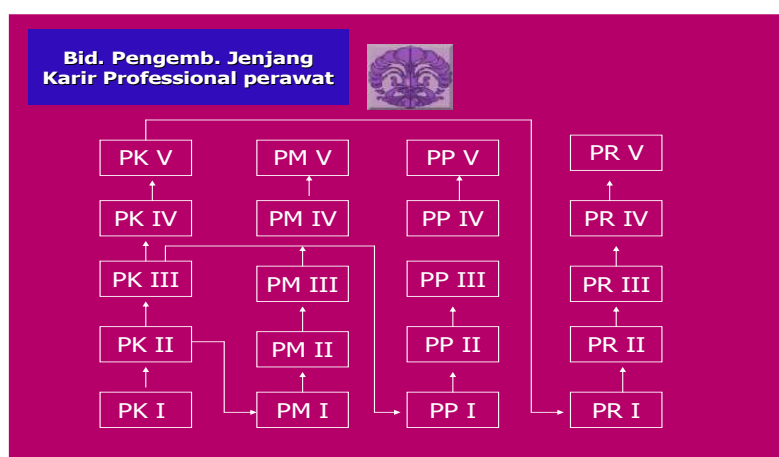 Bid. Pengemb. Jenjang
Karir Professional perawat
PK V PM V PP V PR V
PK IV PM IV PP IV PR IV
PK III PM III PP III PR III
PK II PM II PP II PR II
PK I PM I PP I PR I